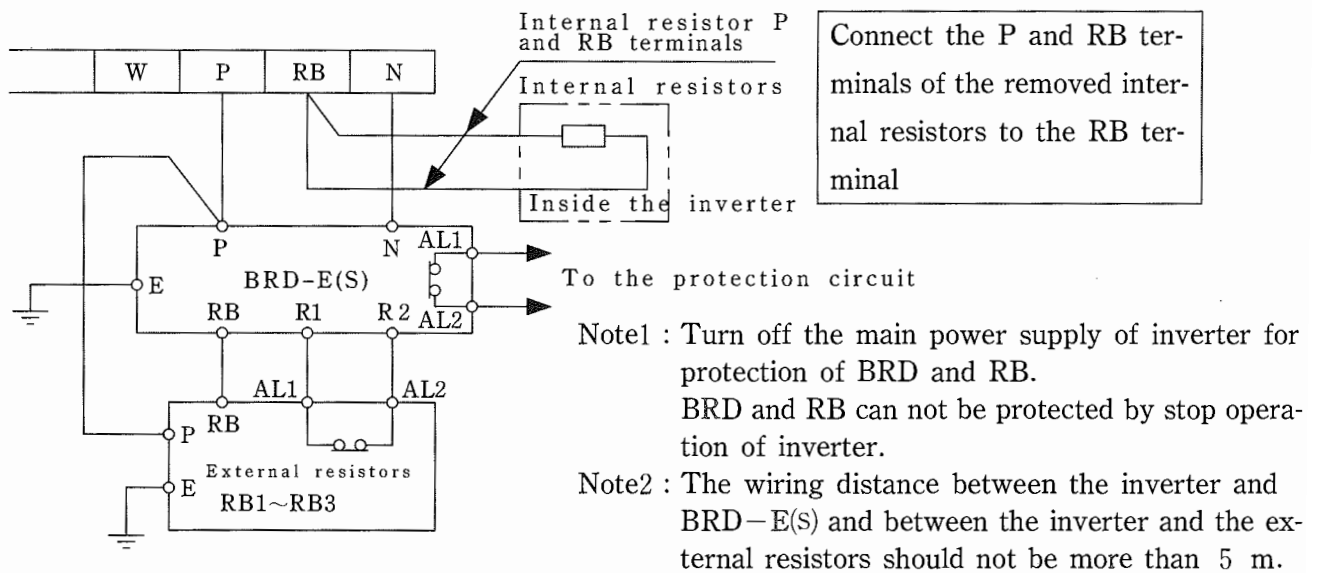 Internal resistor P
and RB terminals
W P RB N
Internal resistors
Inside the inverter
Connect the P and RB ter-
minals of the removed inter-
nal resistors to the RB ter-
minal
P N AL1
E BRD-E(S)
To the protection circuit
RB R1 R2 AL2
AL1 AL2
RB
P
External resistors
E
RB1~RB3
Note1 : Turn off the main power supply of inverter for
protection of BRD and RB.
BRD and RB can not be protected by stop opera-
tion of inverter.
Note2 : The wiring distance between the inverter and
BRD-E(S) and between the inverter and the ex-
ternal resistors should not be more than 5 m.